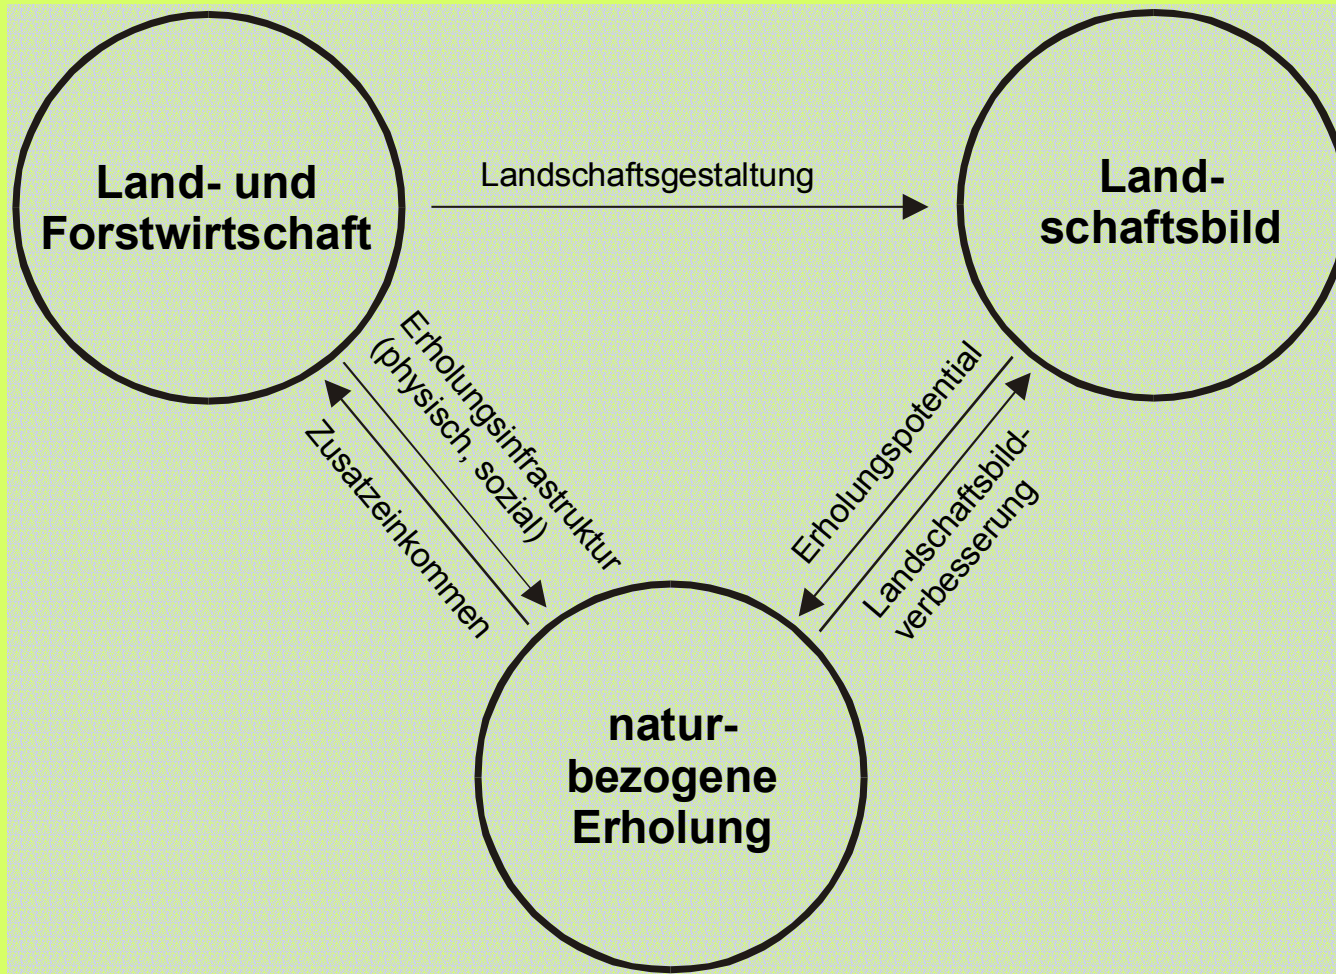 Land- und
Forstwirtschaft
Landschaftsgestaltung
Land-
schaftsbild
Erholungsinfrastruktur
(physisch, sozial)
Zusatzeinkommen
Erholungspotential
Landschaftsbild-
verbesserung
natur-
bezogene
Erholung